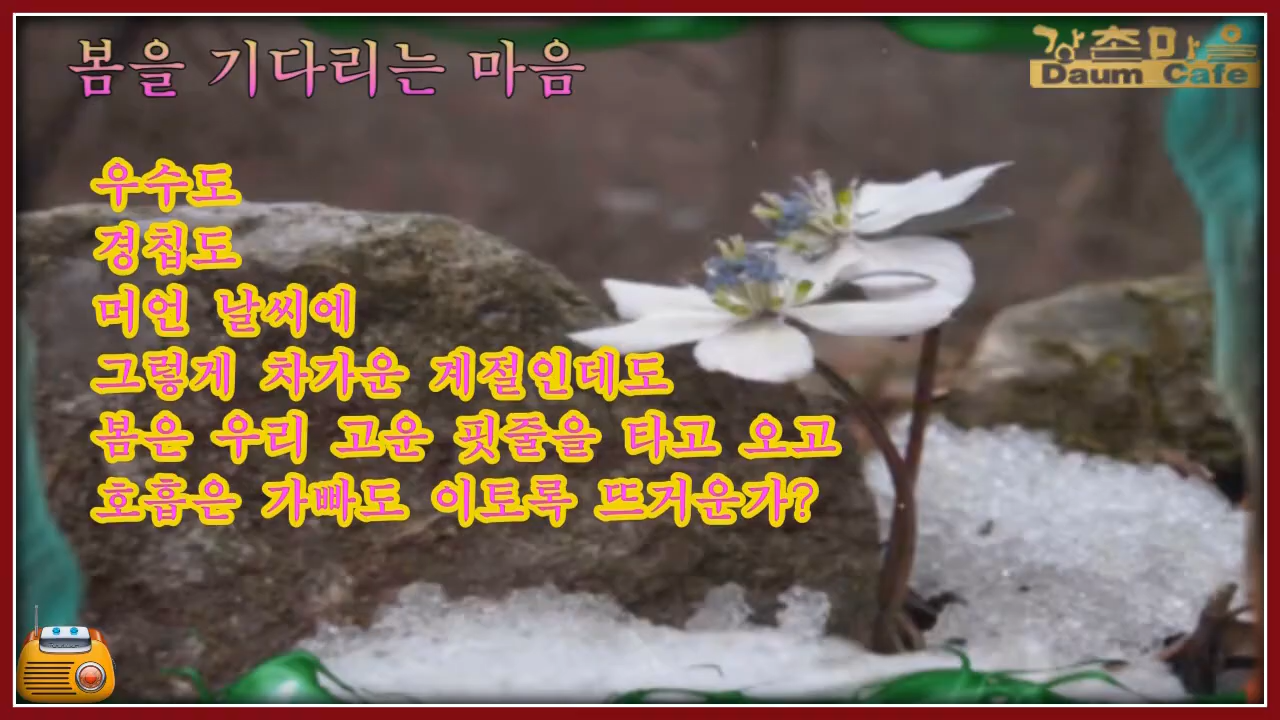 봄을 기다리는 마음
강촌마을
Daum Cafe
우수도
경칩도
머언 날씨에
그렇게 차가운 계절인데도
봄은 우리 고운 핏줄을 타고 오고
호흡은 가빠도 이토록 뜨거운가?